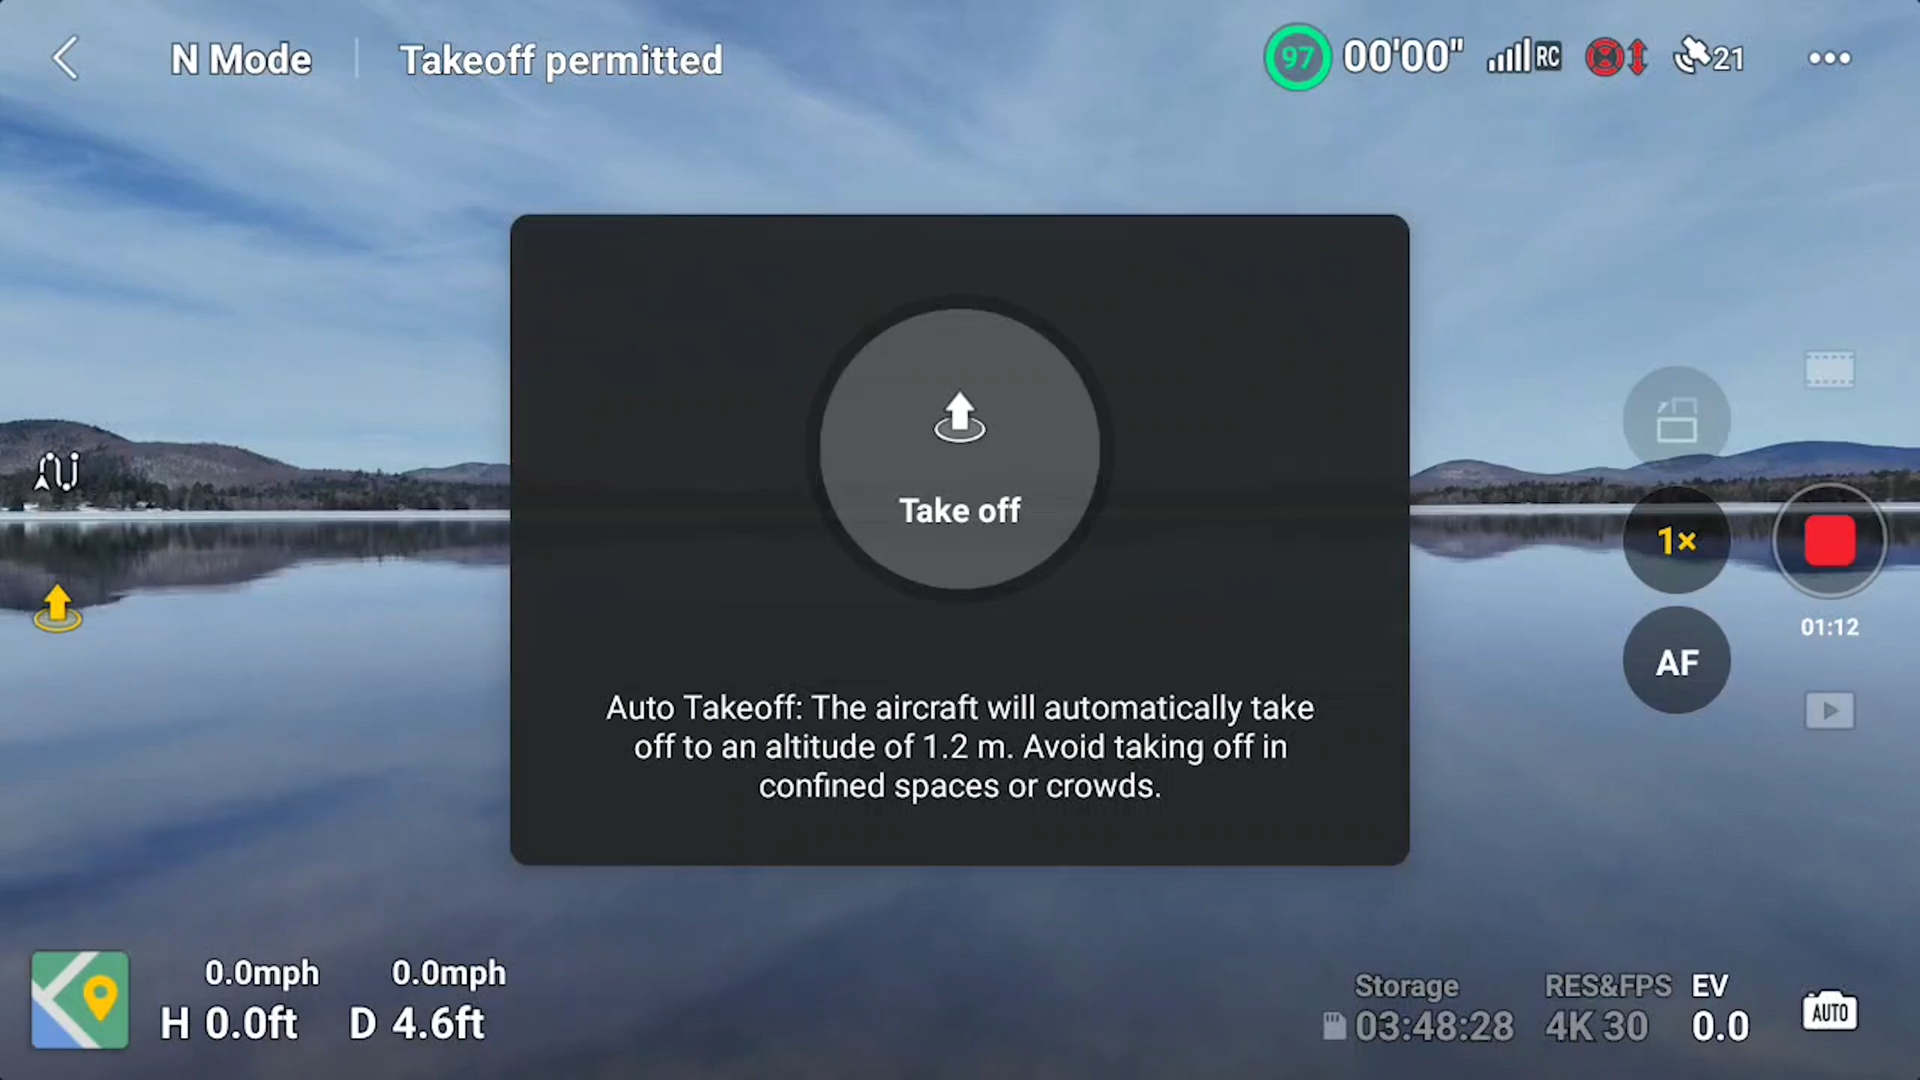 N Mode
Takeoff permitted
97
00'00"
RC
21
Take off
Auto Takeoff: The aircraft will automatically take
off to an altitude of 1.2 m. Avoid taking off in
confined spaces or crowds.
1×
01:12
AF
0.0mph
0.0mph
H 0.0ft
D 4.6ft
Storage
03:48:28
RES&FPS
4K 30
EV
0.0
AUTO